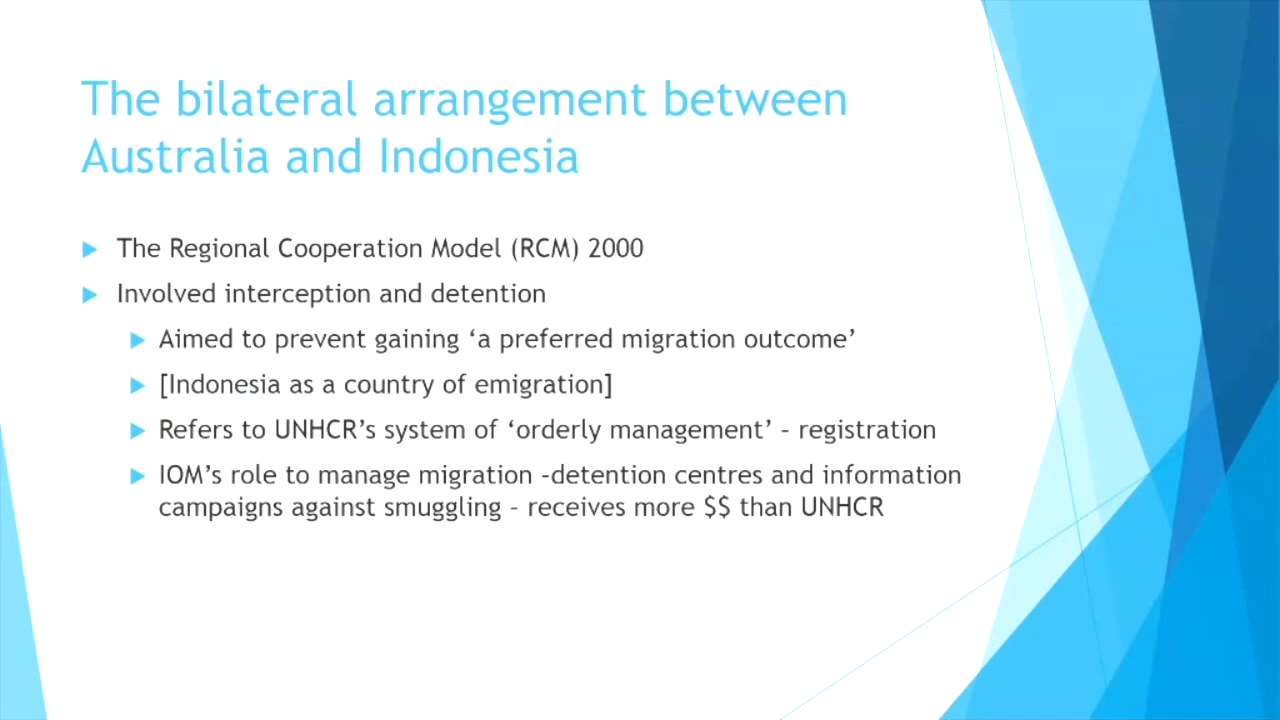 The bilateral arrangement between
Australia and Indonesia
The Regional Cooperation Model (RCM) 2000
Involved interception and detention
Aimed to prevent gaining ‘a preferred migration outcome’
[Indonesia as a country of emigration]
Refers to UNHCR’s system of ‘orderly management’ – registration
IOM’s role to manage migration –detention centres and information
campaigns against smuggling – receives more $$ than UNHCR